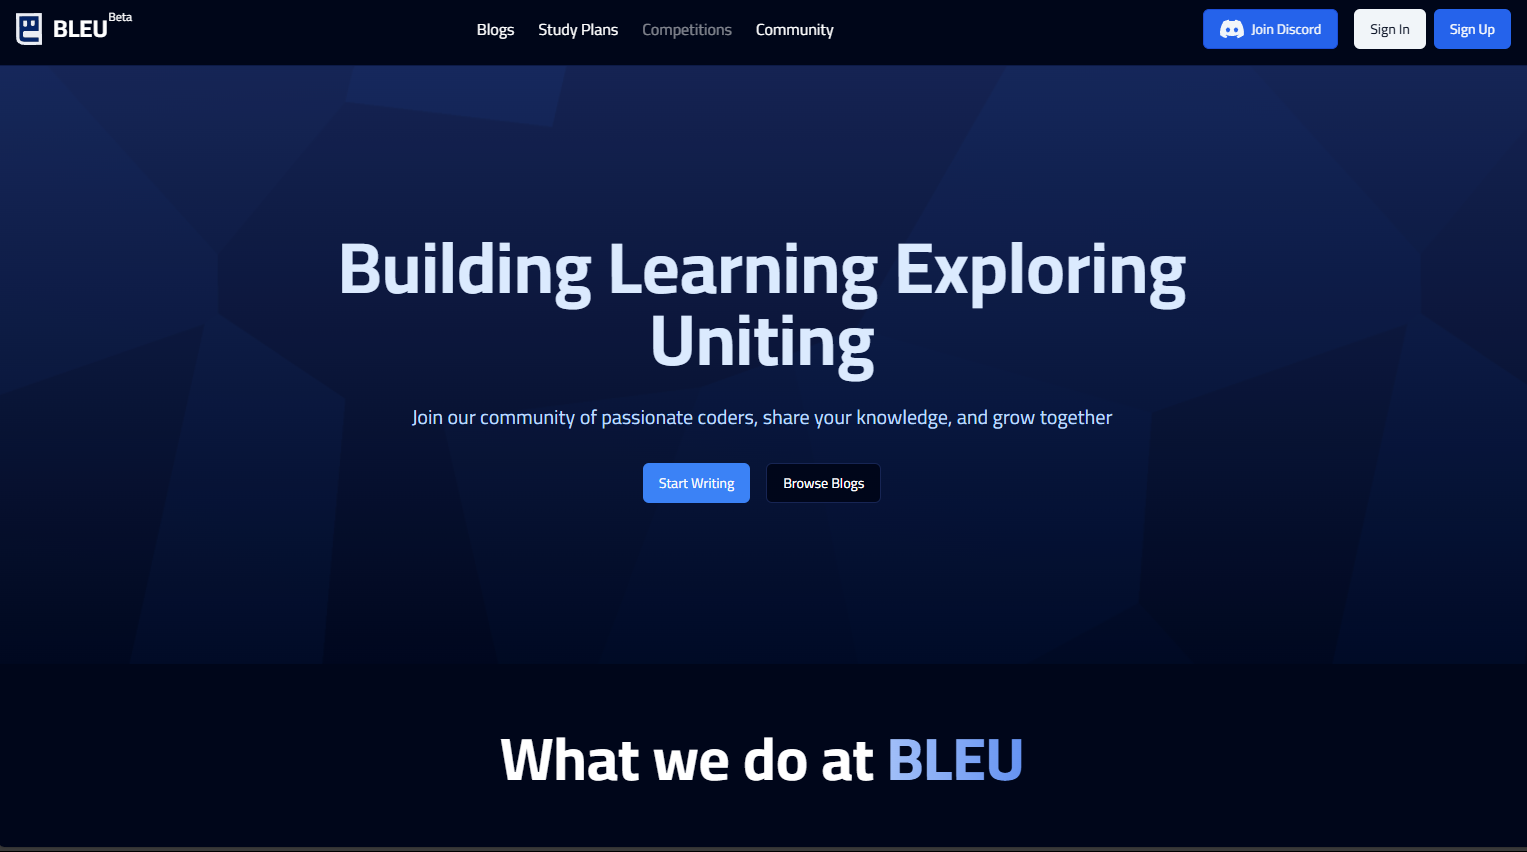 BLEU Beta
Blogs Study Plans Competitions Community
Join Discord Sign In Sign Up
Building Learning Exploring
Uniting
Join our community of passionate coders, share your knowledge, and grow together
Start Writing Browse Blogs
What we do at BLEU